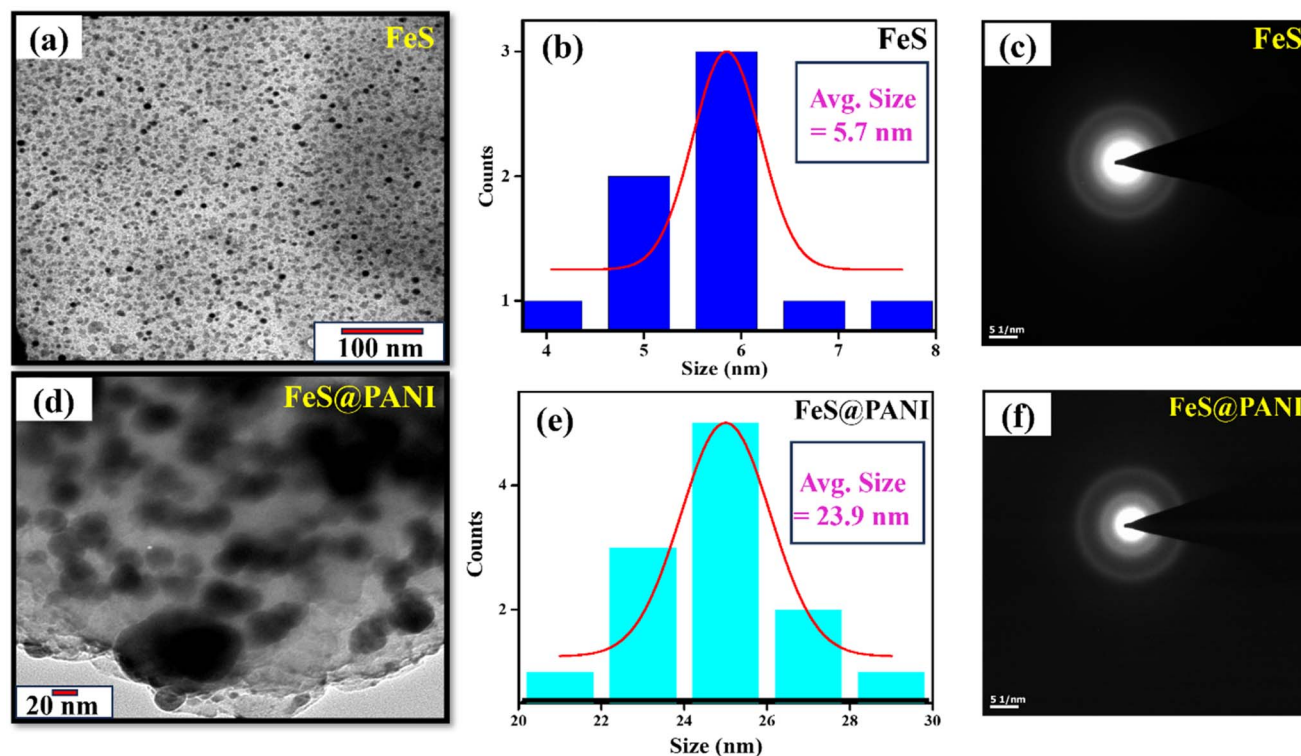 (a)
FeS
100 nm
(b)
FeS
Avg. Size
= 5.7 nm
Counts
3
2
1
4
5
6
7
8
Size (nm)
(c)
FeS
5 1/nm
(d)
FeS@PANI
20 nm
(e)
FeS@PANI
Avg. Size
= 23.9 nm
Counts
4
2
20
22
24
26
28
30
Size (nm)
(f)
FeS@PANI
5 1/nm